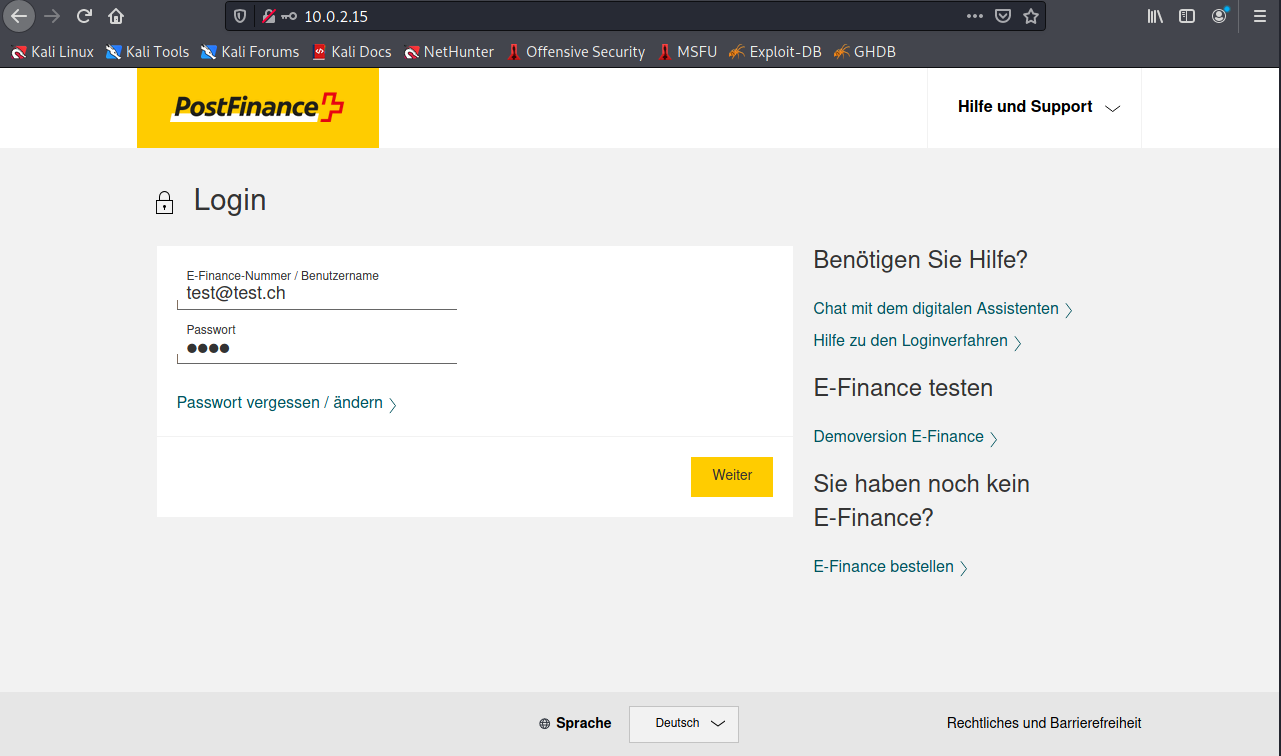 10.0.2.15
Kali Linux Kali Tools Kali Forums Kali Docs NetHunter Offensive Security MSFU Exploit-DB GHDB
PostFinance
Hilfe und Support
Login
E-Finance-Nummer / Benutzername
test@test.ch
Passwort
Passwort vergessen / ändern
Weiter
Benötigen Sie Hilfe?
Chat mit dem digitalen Assistenten
Hilfe zu den Loginverfahren
E-Finance testen
Demoversion E-Finance
Sie haben noch kein
E-Finance?
E-Finance bestellen
Sprache
Deutsch
Rechtliches und Barrierefreiheit